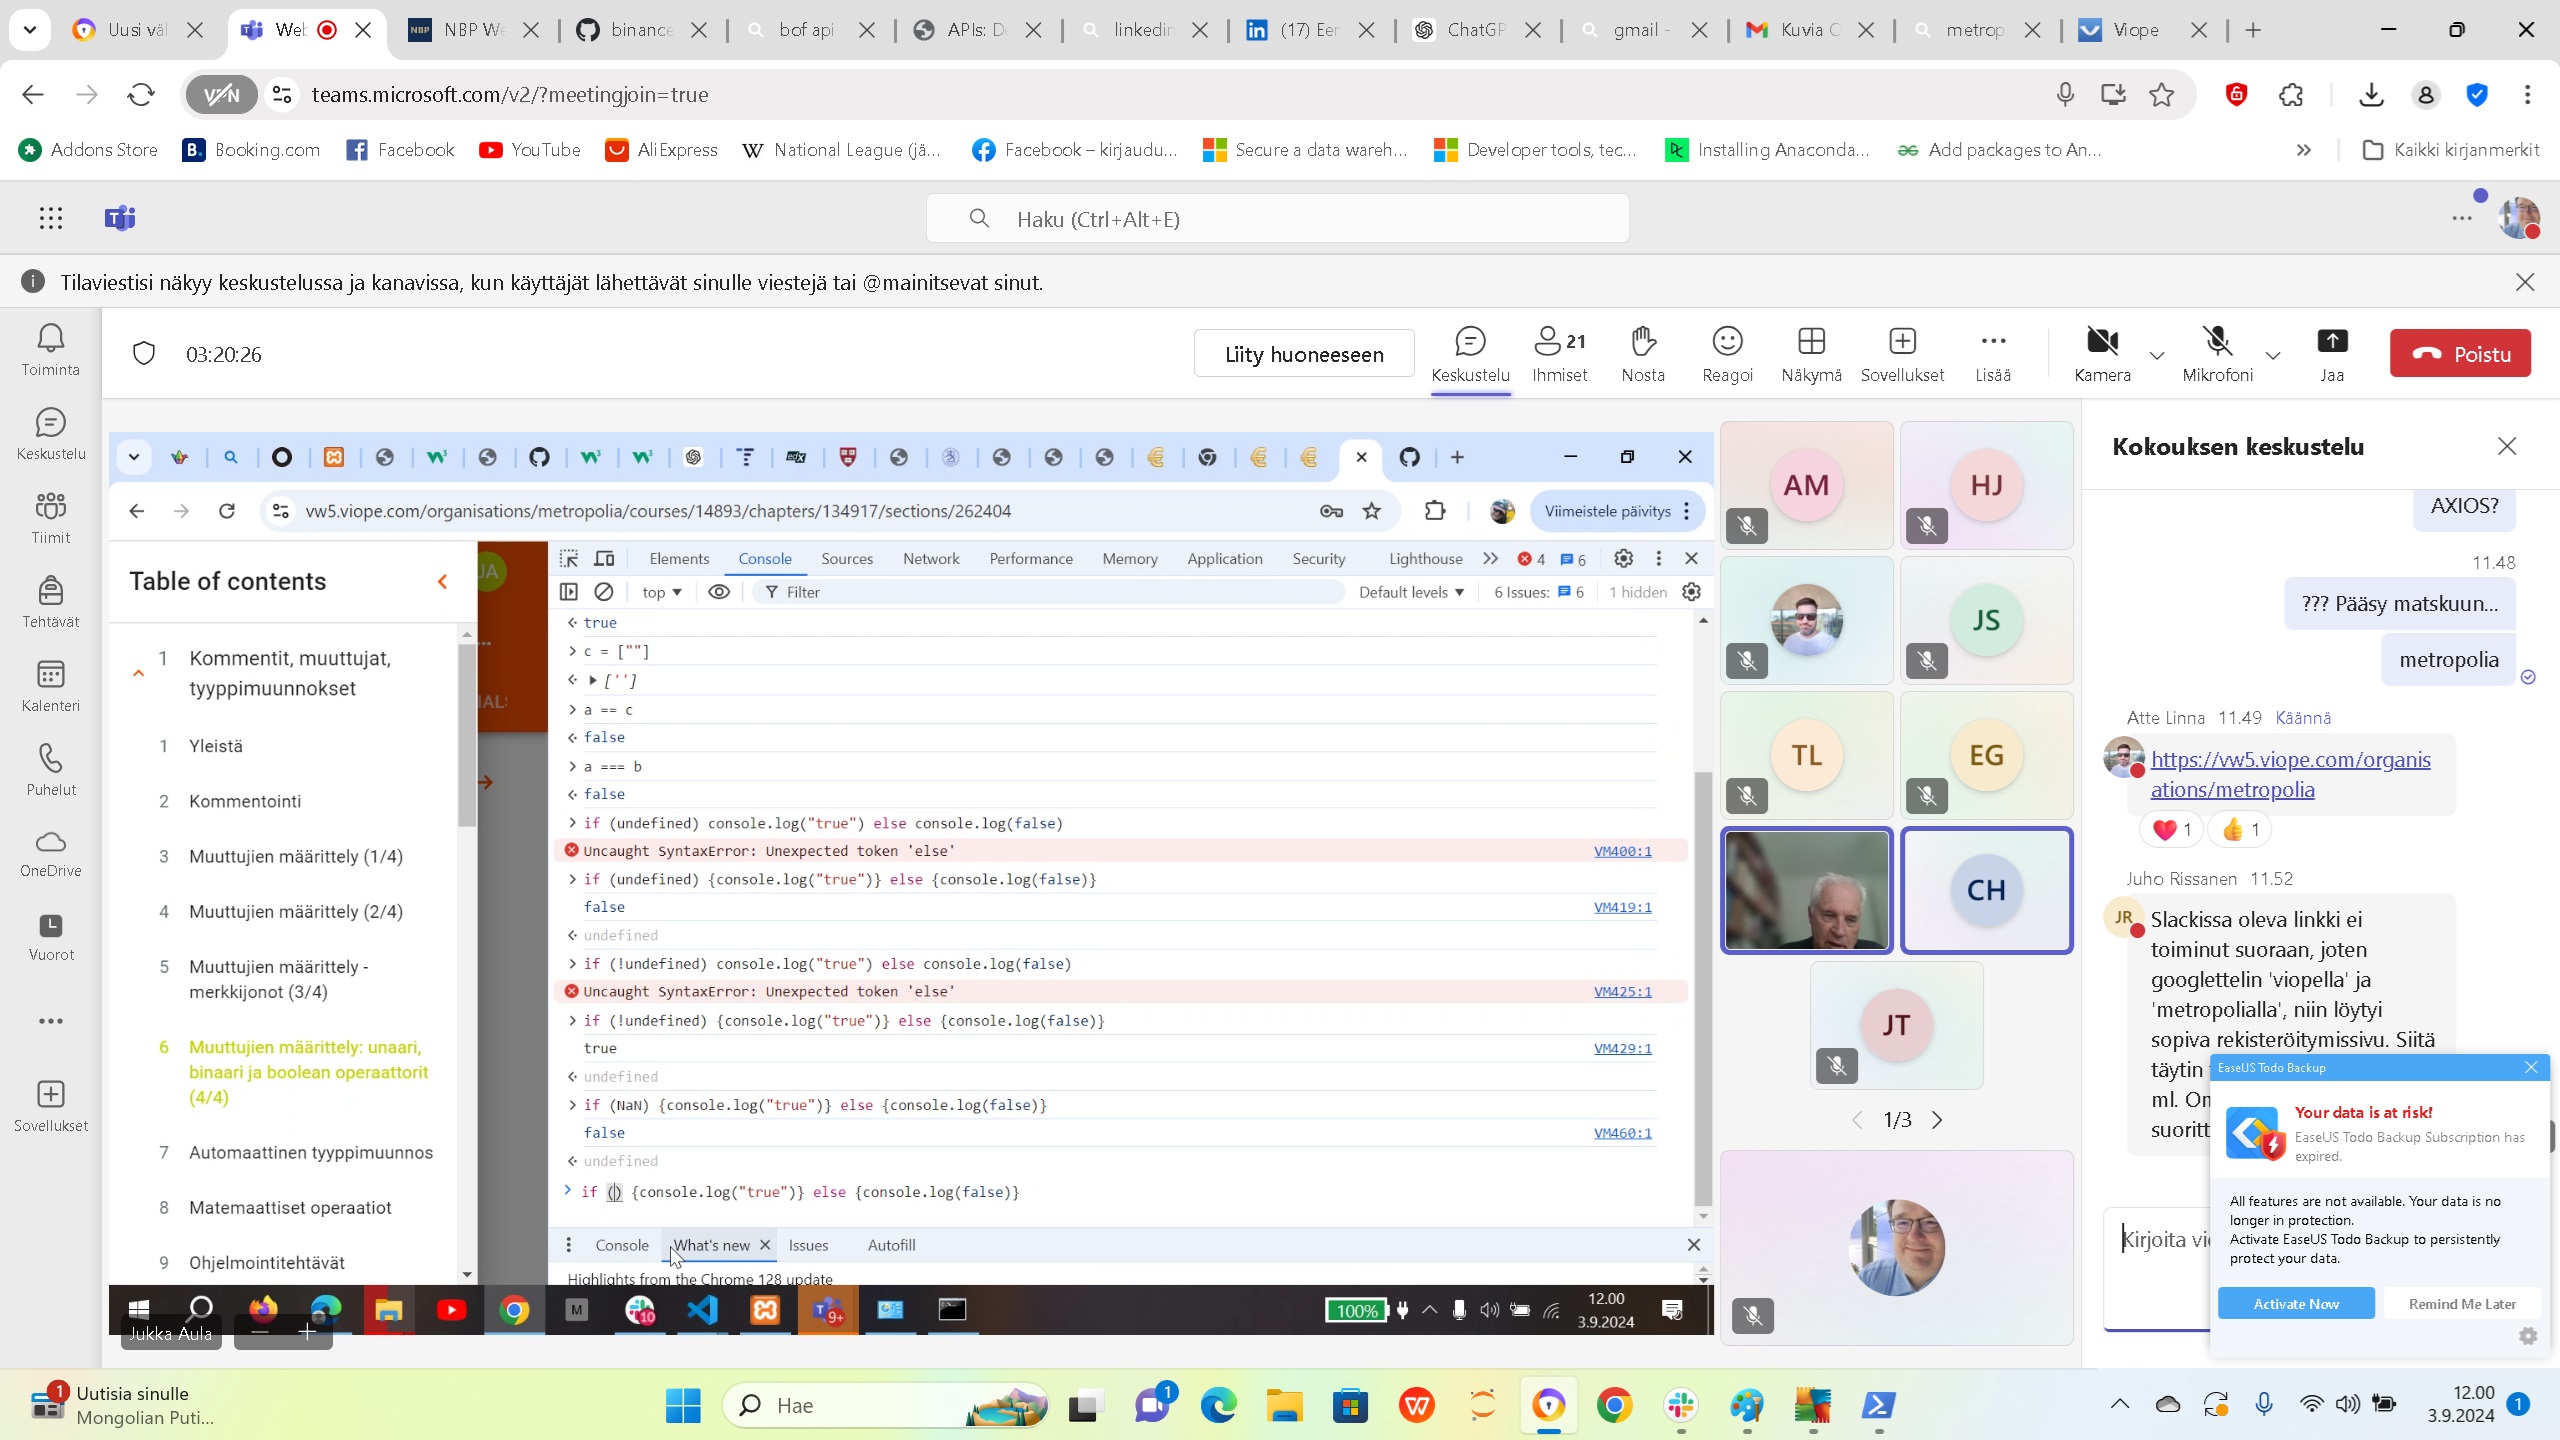 Uusi väl
Web
NBP We
binance
bof api
APIs: De
linkedin
(17) Eer
ChatGP
gmail -
Kuvia C
metrop
Viope
VPN
teams.microsoft.com/v2/?meetingjoin=true
Addons Store
Booking.com
Facebook
YouTube
AliExpress
National League (jä...
Facebook – kirjaudu...
Secure a data wareh...
Developer tools, tec...
Installing Anaconda...
Add packages to An...
Kaikki kirjanmerkit
Haku (Ctrl+Alt+E)
Tilaviestisi näkyy keskustelussa ja kanavissa, kun käyttäjät lähettävät sinulle viestejä tai @mainitsevat sinut.
Toiminta
Keskustelu
Tiimit
Tehtävät
Kalenteri
Puhelut
OneDrive
Vuorot
Sovellukset
03:20:26
Liity huoneeseen
Keskustelu
21
Ihmiset
Nosta
Reagoi
Näkymä
Sovellukset
Lisää
Kamera
Mikrofoni
Jaa
Poistu
vw5.viope.com/organisations/metropolia/courses/14893/chapters/134917/sections/262404
Viimeistele päivitys
Table of contents
1 Kommentit, muuttujat,
tyyppimuunnokset
1 Yleistä
2 Kommentointi
3 Muuttujien määrittely (1/4)
4 Muuttujien määrittely (2/4)
5 Muuttujien määrittely -
merkkijonot (3/4)
6 Muuttujien määrittely: unaari,
binaari ja boolean operaattorit
(4/4)
7 Automaattinen tyyppimuunnos
8 Matemaattiset operaatiot
9 Ohjelmointitehtävät
JA
IALS
Elements Console Sources Network Performance Memory Application Security Lighthouse 4 6
top Filter Default levels 6 Issues: 6 1 hidden
true
c = [""]
['']
a == c
false
a === b
false
if (undefined) console.log("true") else console.log(false)
Uncaught SyntaxError: Unexpected token 'else' VM400:1
if (undefined) {console.log("true")} else {console.log(false)}
false VM419:1
undefined
if (!undefined) console.log("true") else console.log(false)
Uncaught SyntaxError: Unexpected token 'else' VM425:1
if (!undefined) {console.log("true")} else {console.log(false)}
true VM429:1
undefined
if (NaN) {console.log("true")} else {console.log(false)}
false VM460:1
undefined
if () {console.log("true")} else {console.log(false)}
Console What's new Issues Autofill
Highlights from the Chrome 128 update
Jukka Aula
10
9+
100%
12.00
3.9.2024
AM
HJ
JS
TL
EG
CH
JT
1/3
Kokouksen keskustelu
AXIOS?
11.48
??? Pääsy matskuun...
metropolia
Atte Linna 11.49 Käännä
https://vw5.viope.com/organis
ations/metropolia
1
1
Juho Rissanen 11.52
JR
Slackissa oleva linkki ei
toiminut suoraan, joten
googlettelin 'viopella' ja
'metropolialla', niin löytyi
sopiva rekisteröitymissivu. Siitä
täytin
ml. On
suoritt
Kirjoita vie
EaseUS Todo Backup
Your data is at risk!
EaseUS Todo Backup Subscription has
expired.
All features are not available. Your data is no
longer in protection.
Activate EaseUS Todo Backup to persistently
protect your data.
Activate Now
Remind Me Later
1
Uutisia sinulle
Mongolian Puti...
Hae
1
12.00
3.9.2024
1